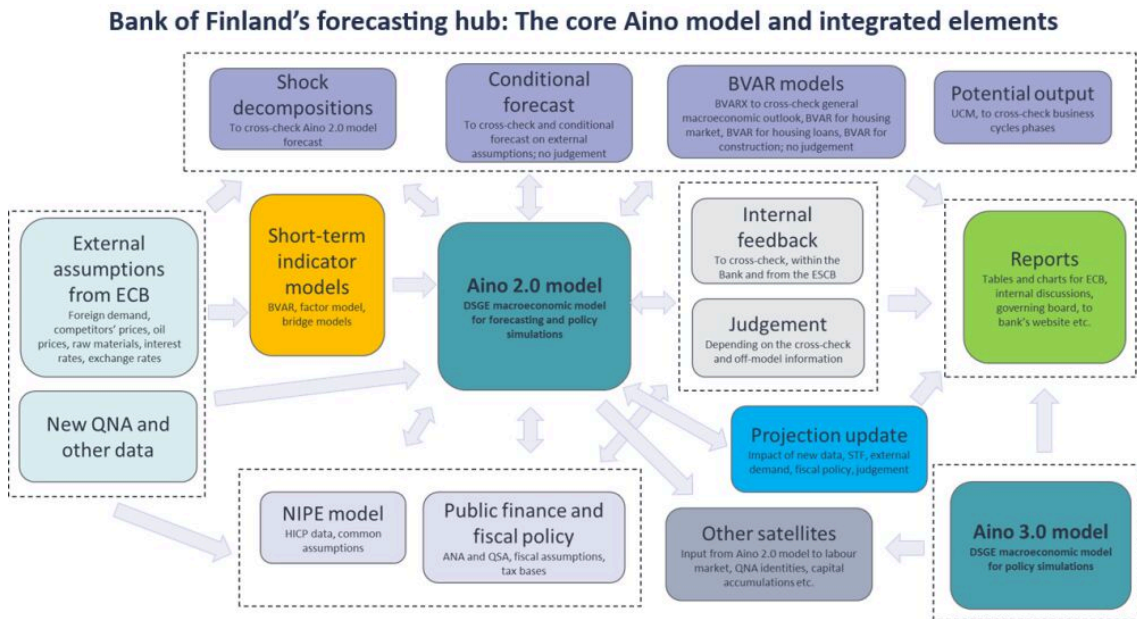 Bank of Finland's forecasting hub: The core Aino model and integrated elements
Shock
decompositions
To cross-check Aino 2.0 model
forecast
Conditional
forecast
To cross-check and conditional
forecast on external
assumptions; no judgement
BVAR models
BVARX to cross-check general
macroeconomic outlook, BVAR for housing
market, BVAR for housing loans, BVAR for
construction; no judgement
Potential output
UCM, to cross-check business
cycles phases
External
assumptions
from ECB
Foreign demand,
competitors' prices, oil
prices, raw materials, interest
rates, exchange rates
New QNA and
other data
Short-term
indicator
models
BVAR, factor model,
bridge models
Aino 2.0 model
DSGE macroeconomic model
for forecasting and policy
simulations
Internal
feedback
To cross-check, within the
Bank and from the ESCB
Judgement
Depending on the cross-check
and off-model information
Reports
Tables and charts for ECB,
internal discussions,
governing board, to
bank's website etc.
Projection update
Impact of new data, STF, external
demand, fiscal policy, judgement
NIPE model
HICP data, common
assumptions
Public finance and
fiscal policy
ANA and QSA, fiscal assumptions,
tax bases
Other satellites
Input from Aino 2.0 model to labour
market, QNA identities, capital
accumulations etc.
Aino 3.0 model
DSGE macroeconomic model
for policy simulations